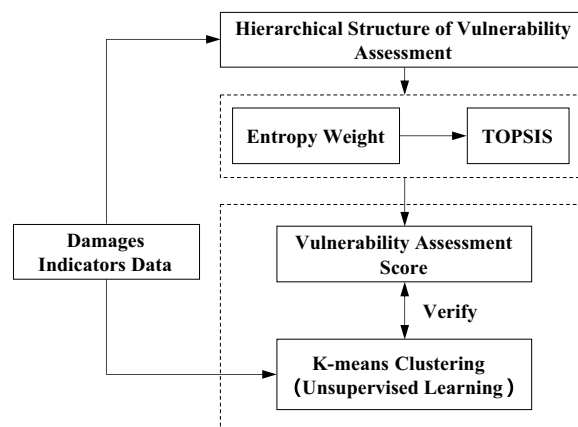 Hierarchical Structure of Vulnerability
Assessment
Entropy Weight
TOPSIS
Damages
Indicators Data
Vulnerability Assessment
Score
Verify
K-means Clustering
(Unsupervised Learning)